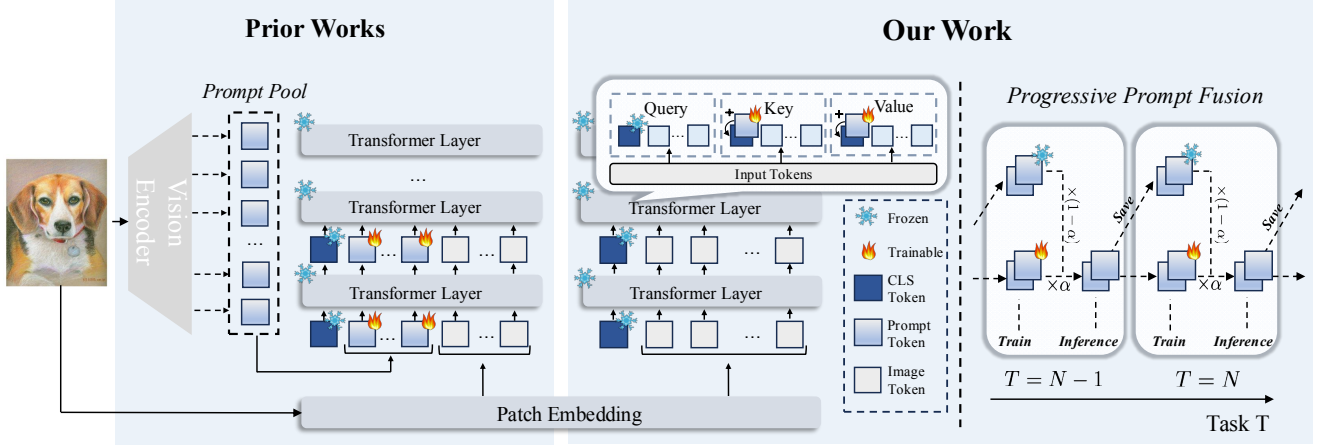 Prior Works
Prompt Pool
Vision
Encoder
...
Transformer Layer
...
Transformer Layer
... ...
Transformer Layer
... ...
Patch Embedding
Our Work
Query
Key
Value
+
+
... ... ...
Input Tokens
Transformer Layer
...
Transformer Layer
...
Frozen
Trainable
CLS
Token
Prompt
Token
Image
Token
Progressive Prompt Fusion
×(1 − α)
Save
×(1 − α)
Save
×α
×α
Train
Inference
Train
Inference
T = N − 1
T = N
Task T